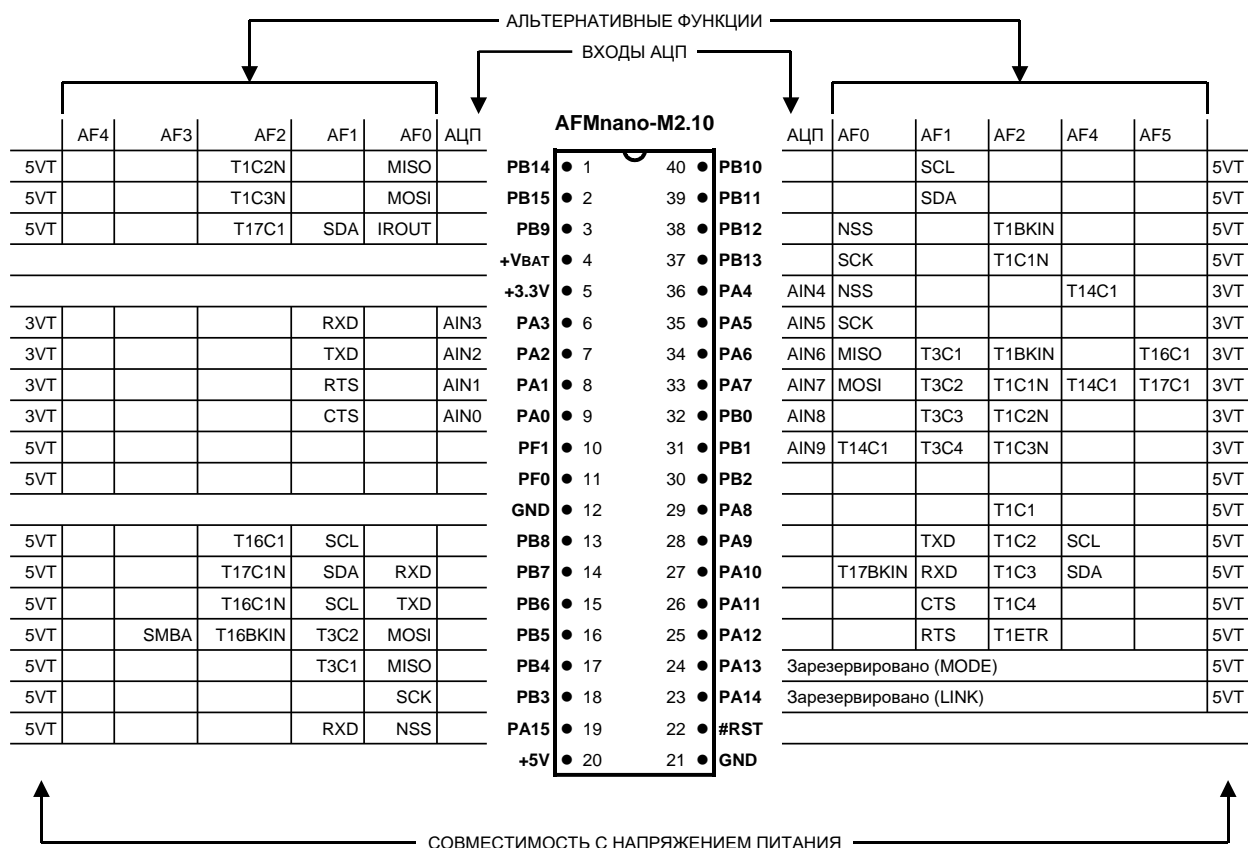 АЛЬТЕРНАТИВНЫЕ ФУНКЦИИ
ВХОДЫ АЦП
AFMnano-M2.10
AF4 AF3 AF2 AF1 AF0 АЦП АЦП AF0 AF1 AF2 AF4 AF5
5VT T1C2N MISO PB14 1 40 PB10 SCL 5VT
5VT T1C3N MOSI PB15 2 39 PB11 SDA 5VT
5VT T17C1 SDA IROUT PB9 3 38 PB12 NSS T1BKIN 5VT
+VBAT 4 37 PB13 SCK T1C1N 5VT
+3.3V 5 36 PA4 AIN4 NSS T14C1 3VT
3VT RXD AIN3 PA3 6 35 PA5 AIN5 SCK 3VT
3VT TXD AIN2 PA2 7 34 PA6 AIN6 MISO T3C1 T1BKIN T16C1 3VT
3VT RTS AIN1 PA1 8 33 PA7 AIN7 MOSI T3C2 T1C1N T14C1 T17C1 3VT
3VT CTS AIN0 PA0 9 32 PB0 AIN8 T3C3 T1C2N 3VT
5VT PF1 10 31 PB1 AIN9 T14C1 T3C4 T1C3N 3VT
5VT PF0 11 30 PB2 5VT
GND 12 29 PA8 T1C1 5VT
5VT T16C1 SCL PB8 13 28 PA9 TXD T1C2 SCL 5VT
5VT T17C1N SDA RXD PB7 14 27 PA10 T17BKIN RXD T1C3 SDA 5VT
5VT T16C1N SCL TXD PB6 15 26 PA11 CTS T1C4 5VT
5VT SMBA T16BKIN T3C2 MOSI PB5 16 25 PA12 RTS T1ETR 5VT
5VT T3C1 MISO PB4 17 24 PA13 Зарезервировано (MODE) 5VT
5VT SCK PB3 18 23 PA14 Зарезервировано (LINK) 5VT
5VT RXD NSS PA15 19 22 #RST
+5V 20 21 GND
СОВМЕСТИМОСТЬ С НАПРЯЖЕНИЕМ ПИТАНИЯ